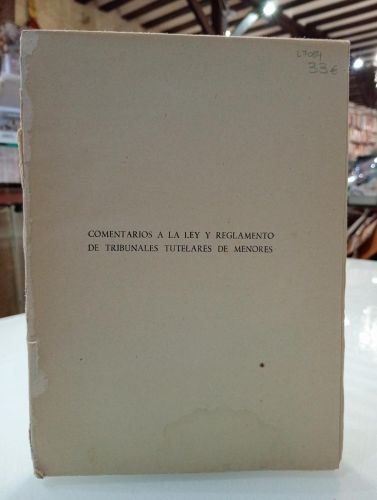 33€
COMENTARIOS A LA LEY Y REGLAMENTO
DE TRIBUNALES TUTELARES DE MENORES